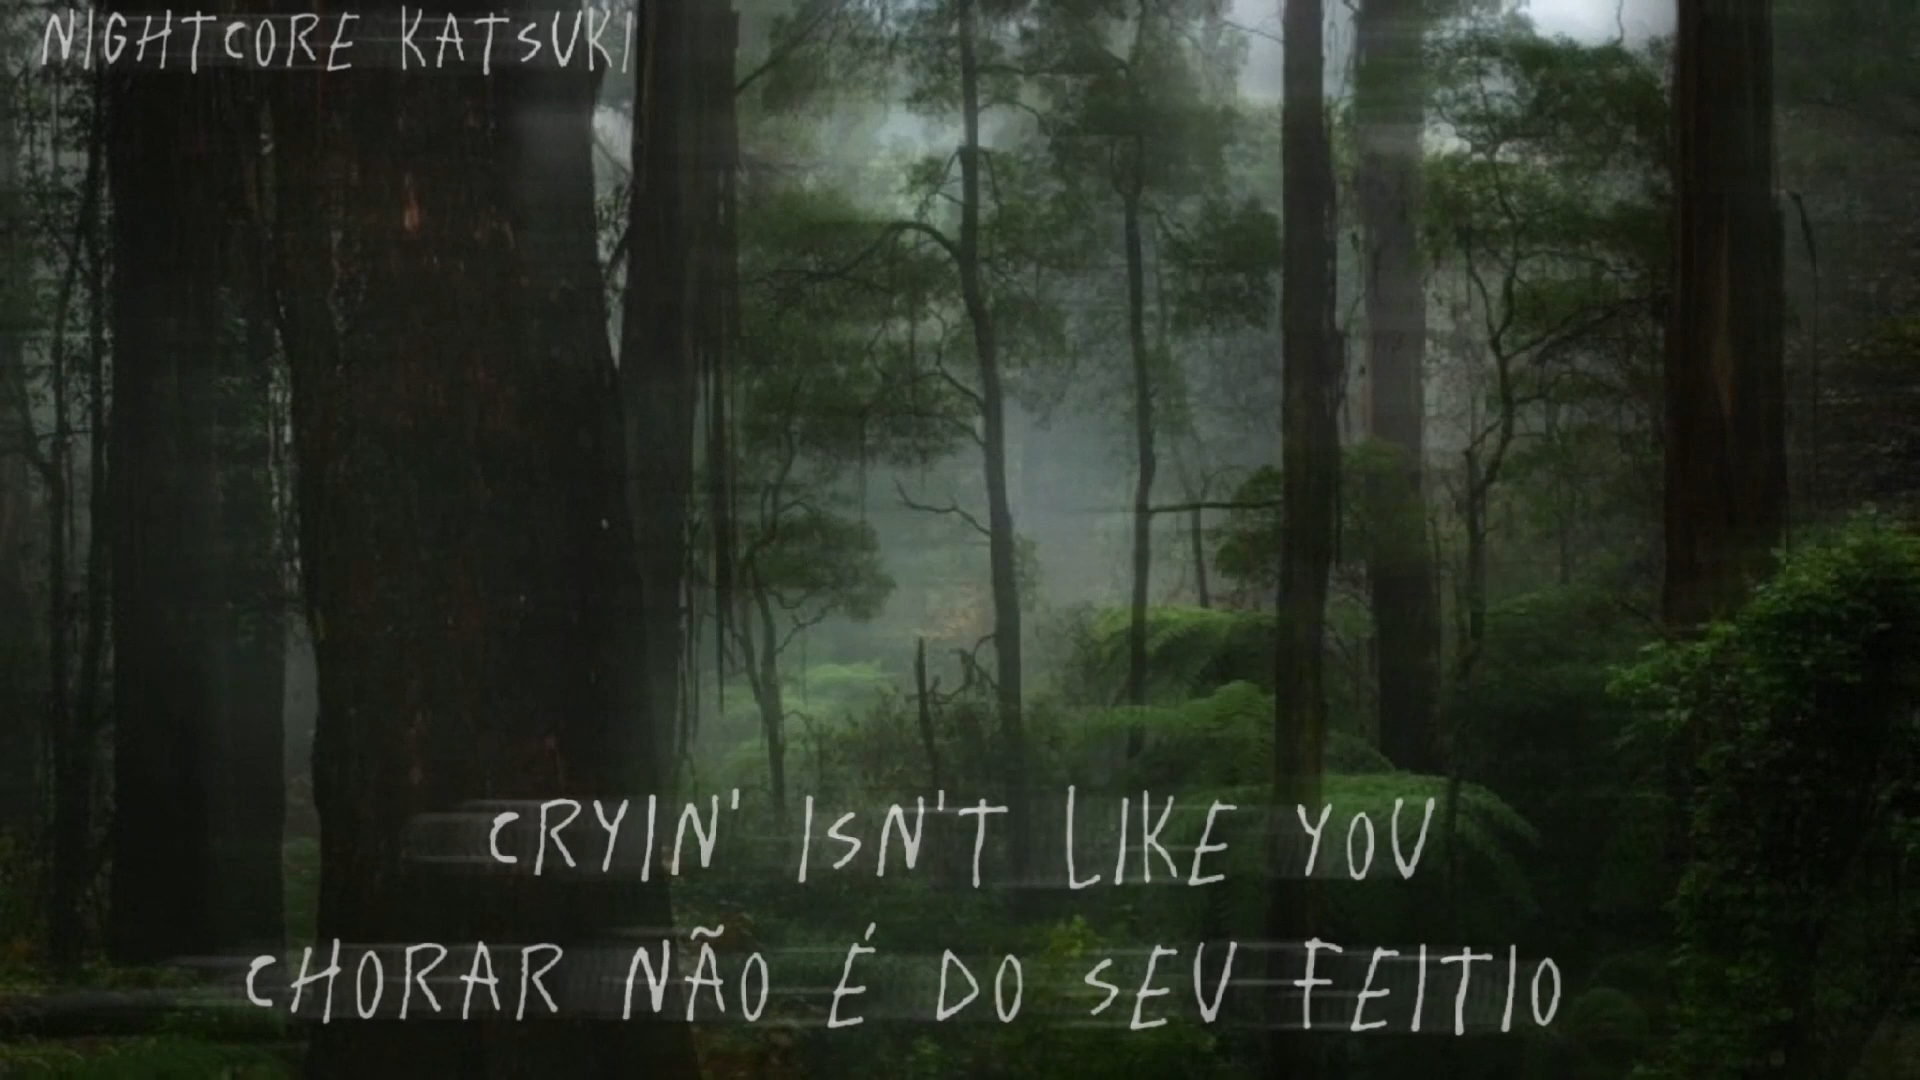 NIGHTCORE KATSUKI
CRYIN' ISN'T LIKE YOU
CHORAR NÃO É DO SEU FEITIO